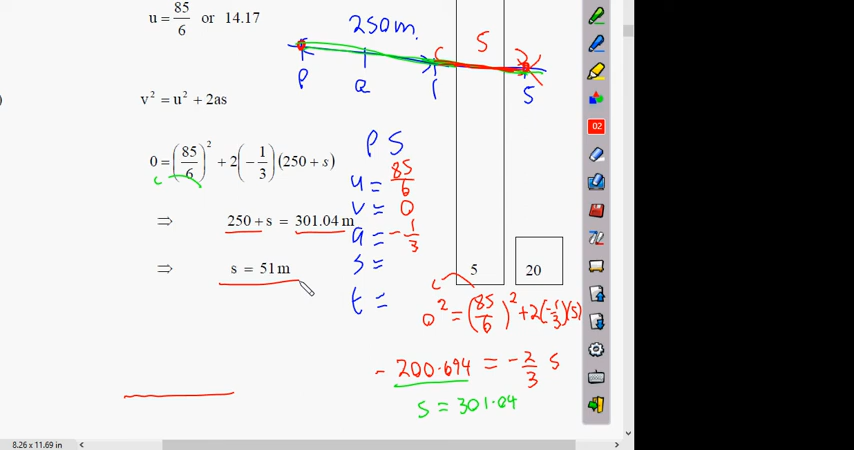 u = 85/6 or 14.17
250m.
S
P Q 1 S
)
v² = u² + 2as
0 = (85/6)² + 2(-1/3)(250 + s)
⇒ 250 + s = 301.04 m
⇒ s = 51 m
P S
u = 85/6
v = 0
a = -1/3
s =
t =
5
20
0² = (85/6)² + 2(-1/3)(s)
- 200.694 = -2/3 s
s = 301.04
02
8.26 x 11.69 in